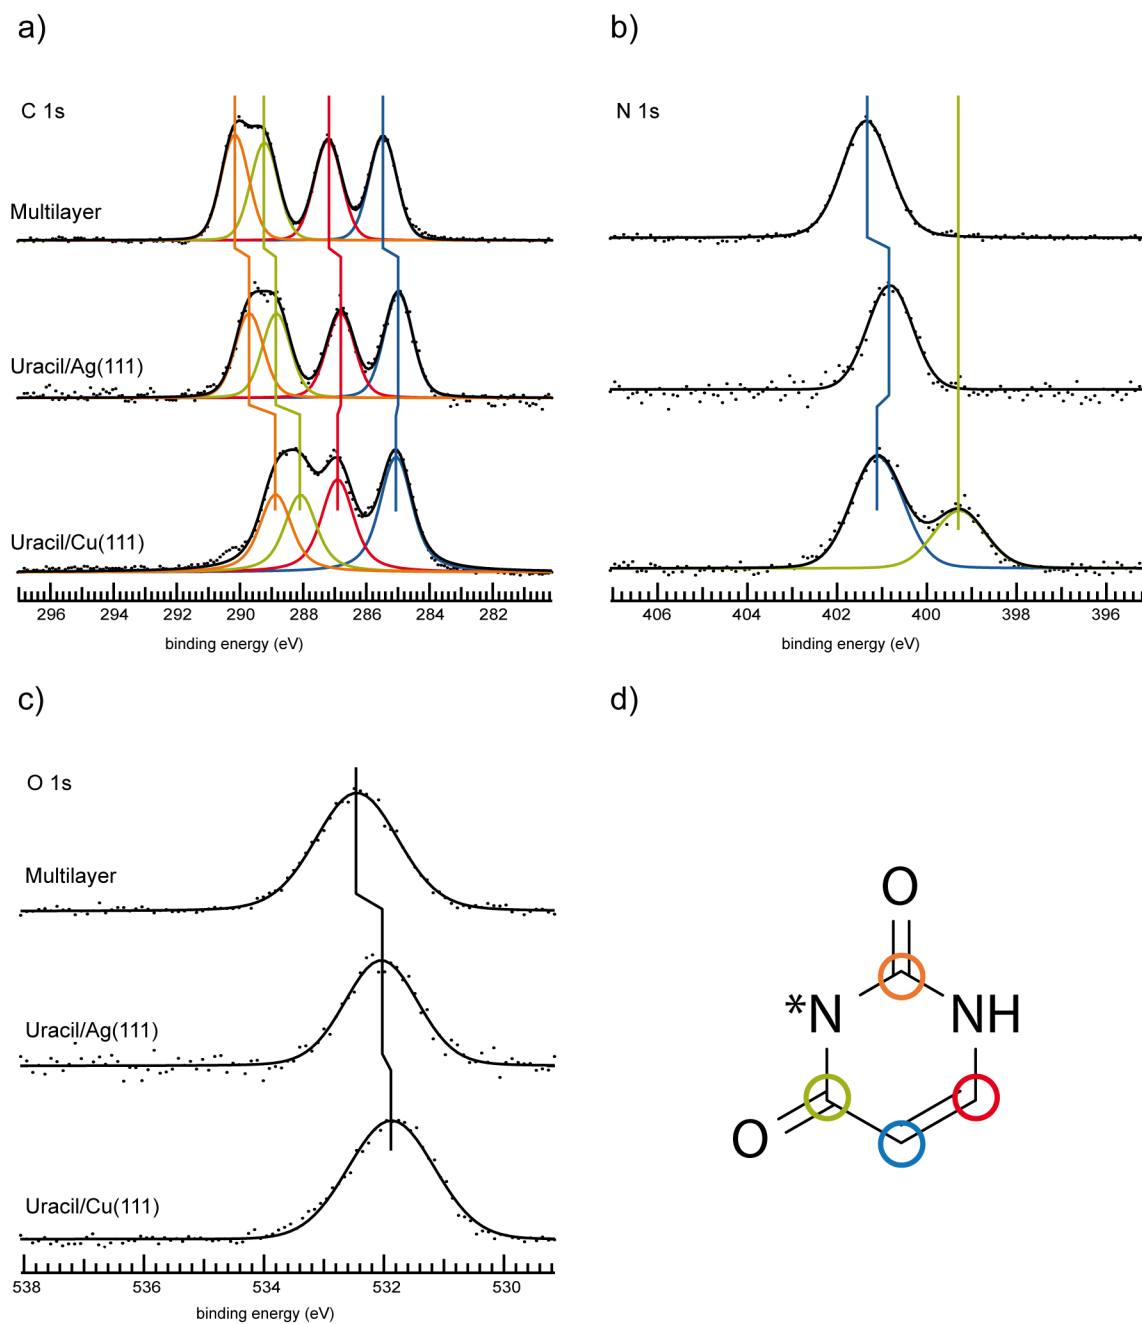 a)
C 1s
Multilayer
Uracil/Ag(111)
Uracil/Cu(111)
296 294 292 290 288 286 284 282
binding energy (eV)
b)
N 1s
406 404 402 400 398 396
binding energy (eV)
c)
O 1s
Multilayer
Uracil/Ag(111)
Uracil/Cu(111)
538 536 534 532 530
binding energy (eV)
d)
O
*N NH
O